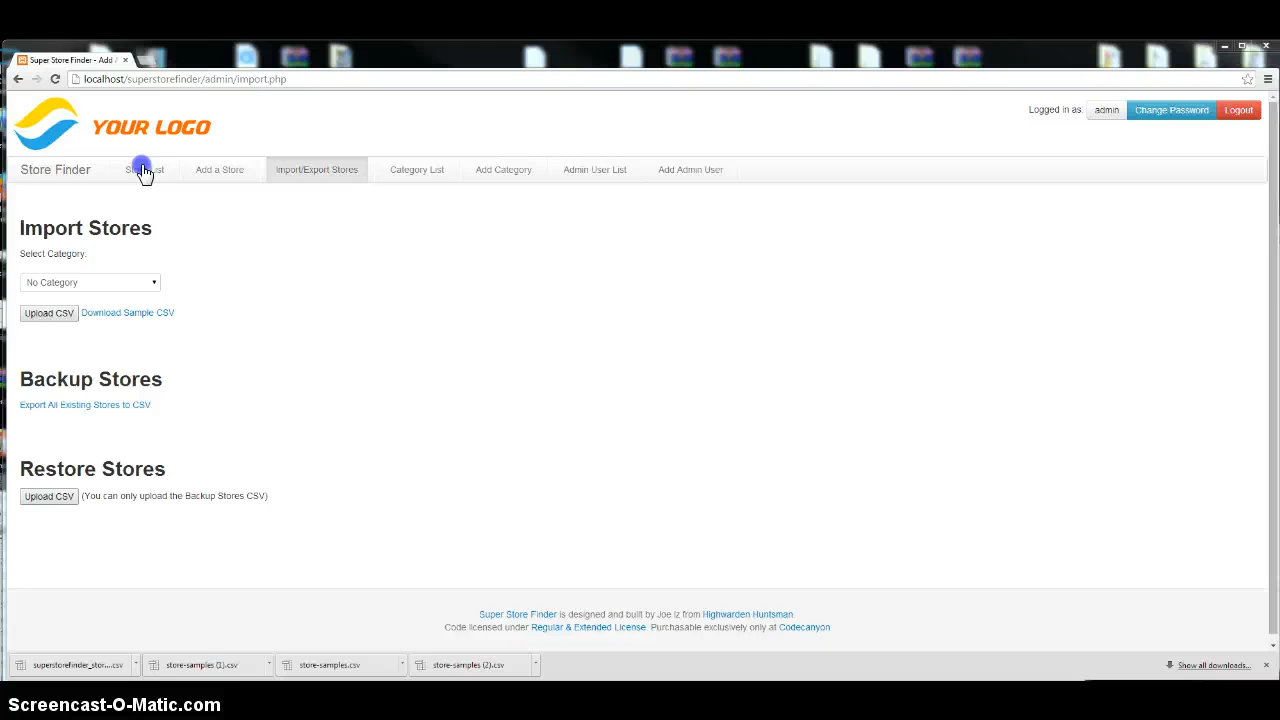 Super Store Finder - Add A
localhost/superstorefinder/admin/import.php
YOUR LOGO
Logged in as: admin Change Password Logout
Store Finder Add a Store Import/Export Stores Category List Add Category Admin User List Add Admin User
Import Stores
Select Category,
No Category
Upload CSV Download Sample CSV
Backup Stores
Export All Existing Stores to CSV
Restore Stores
Upload CSV (You can only upload the Backup Stores CSV)
Super Store Finder is designed and built by Joe Iz from Highwarden Huntsman
Code licensed under Regular & Extended License. Purchasable exclusively only at Codecanyon
superstorefinder_stor....csv store-samples (1).csv store-samples.csv store-samples (2).csv Show all downloads...
Screencast-O-Matic.com